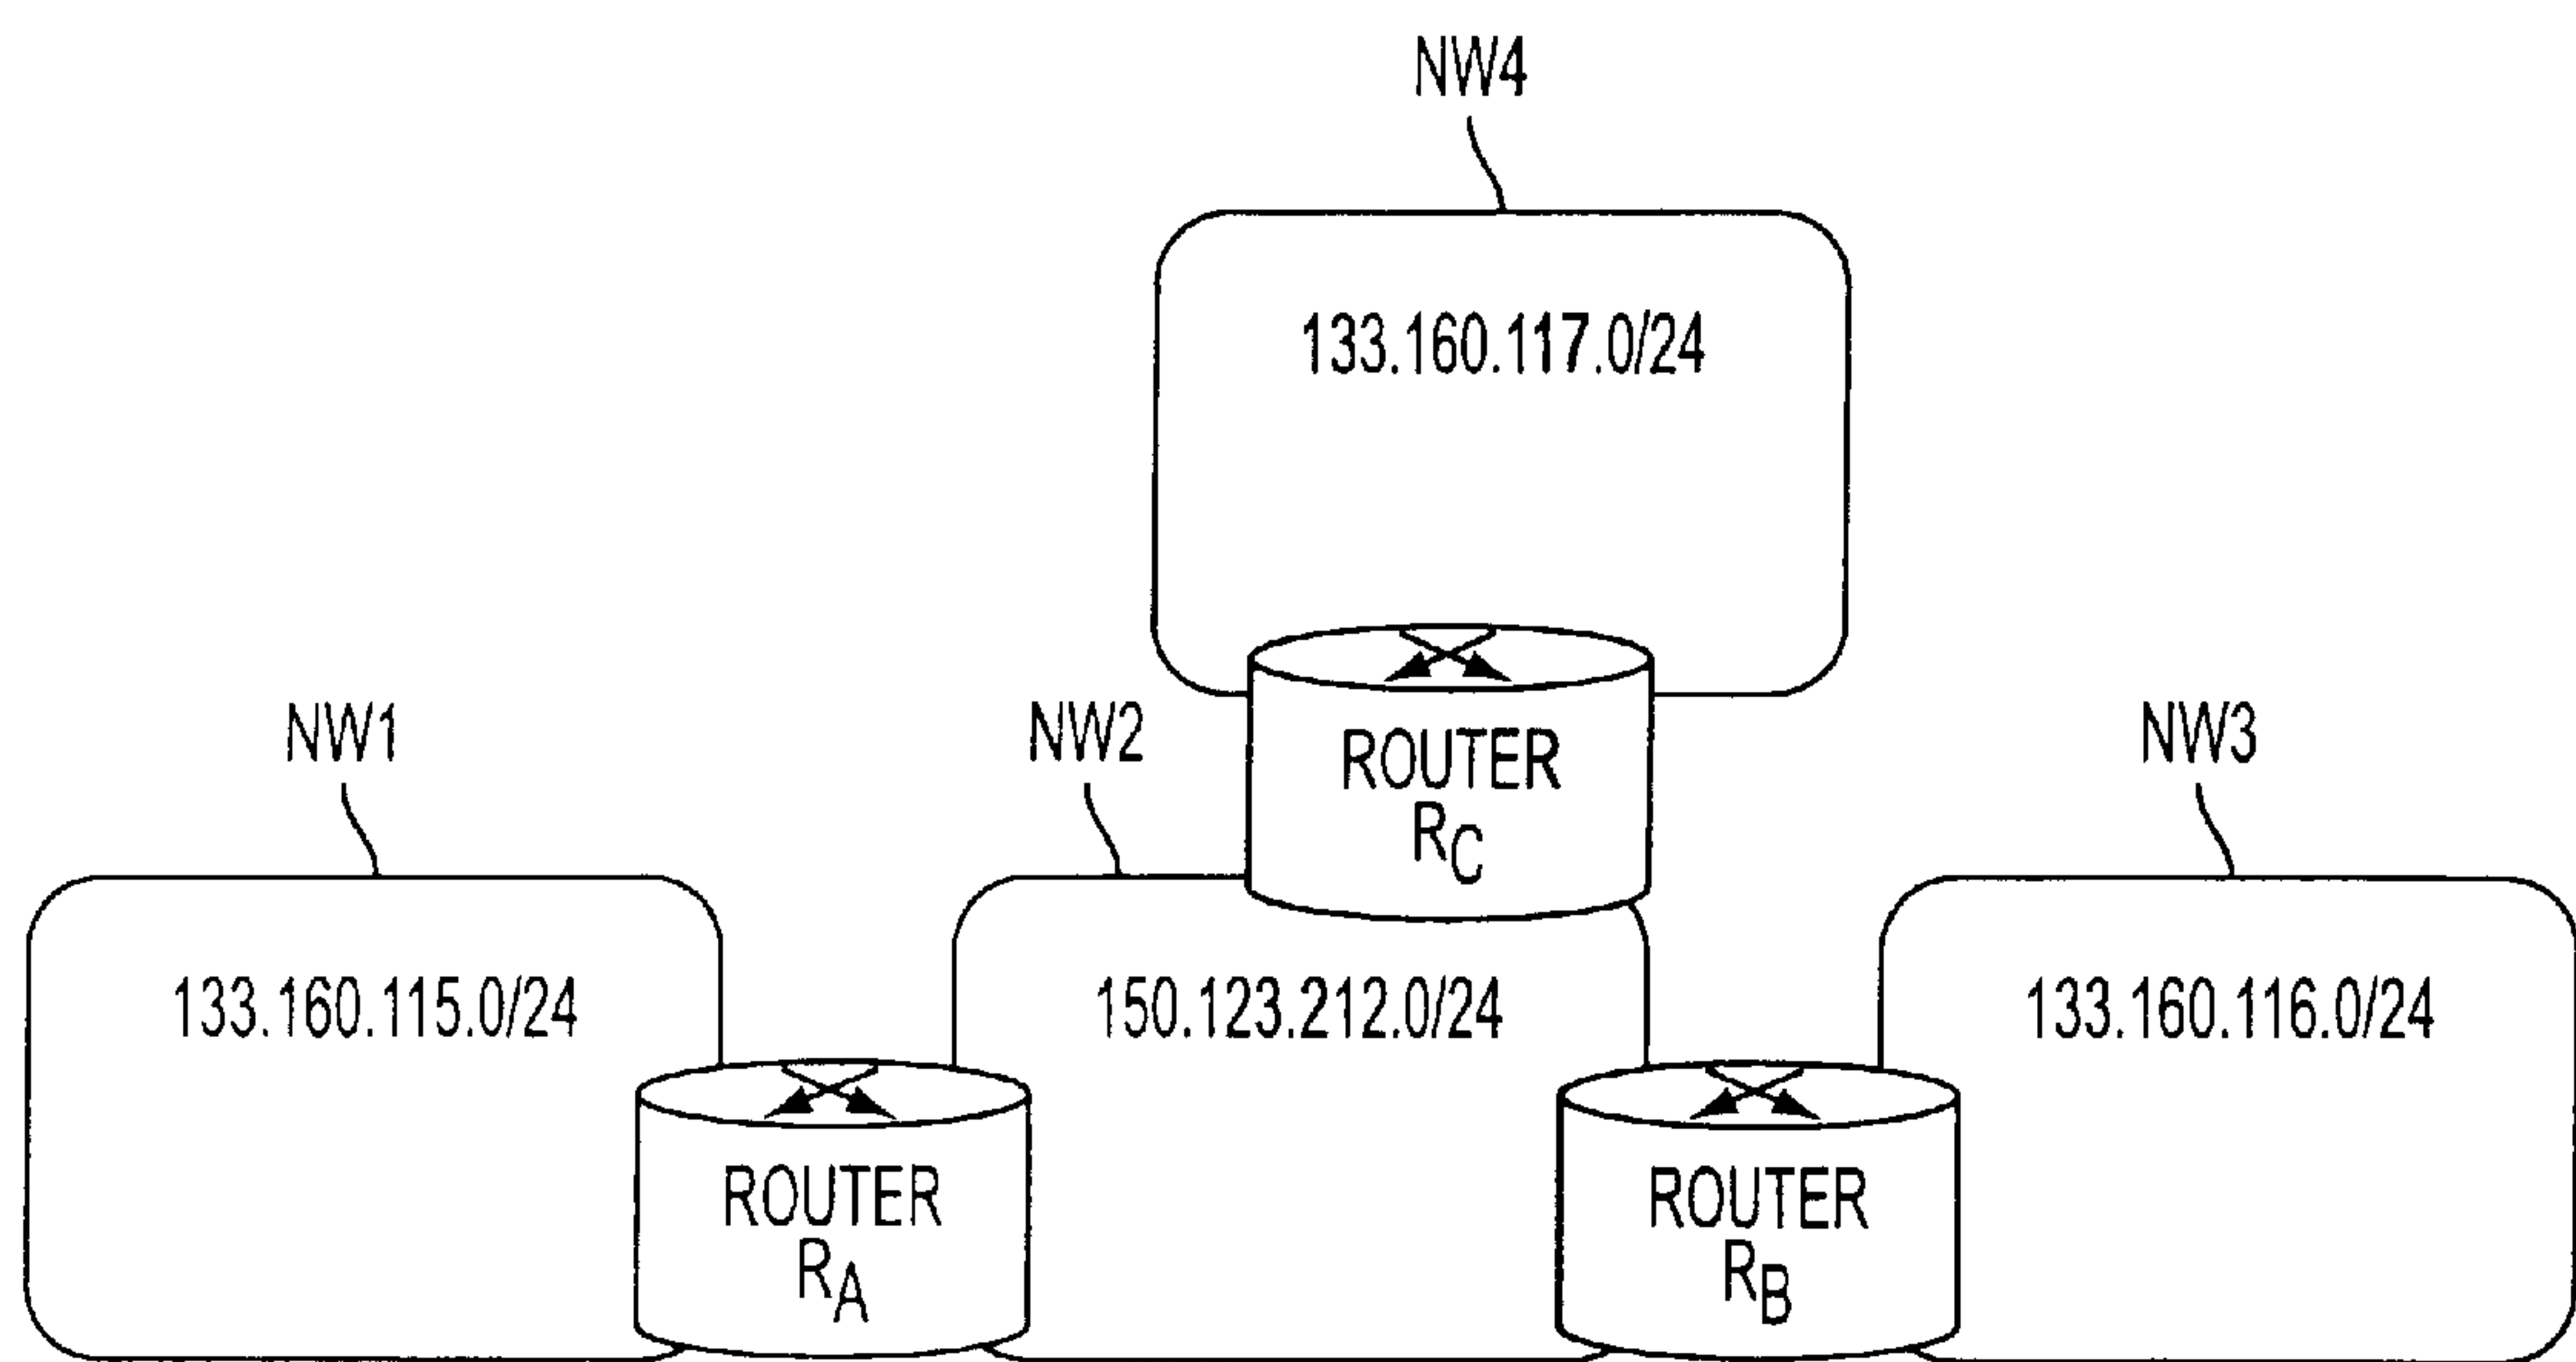 NW4
133.160.117.0/24
ROUTER
RC
NW1
NW2
NW3
133.160.115.0/24
150.123.212.0/24
133.160.116.0/24
ROUTER
RA
ROUTER
RB